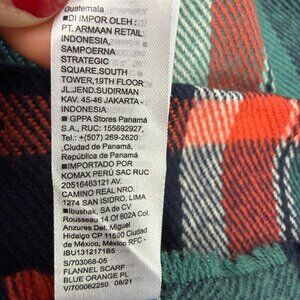 Guatemala
■DI IMPOR OLEH :
PT. ARMAAN RETAIL
INDONESIA,
SAMPOERNA
STRATEGIC
SQUARE,SOUTH
TOWER,19TH FLOOR
JL.JEND.SUDIRMAN
KAV. 45-46 JAKARTA -
INDONESIA
■ GPPA Stores Panamá
S.A., RUC: 155692927,
Tel.: +(507) 269-2620
,Ciudad de Panamá,
República de Panamá
■IMPORTADO POR
KOMAX PERU SAC RUC
20516463121 AV.
CAMINO REAL NRO.
1274 SAN ISIDRO, LIMA
■Ibushak, SA de CV
Rousseau 14 Of 802A Col.
Anzures Del. Miguel
Hidalgo CP 11590 Ciudad
de México, México RFC -
IBU1312171B5
S/703068-05
FLANNEL SCARF
BLUE ORANGE PL
V/700062250 08/21